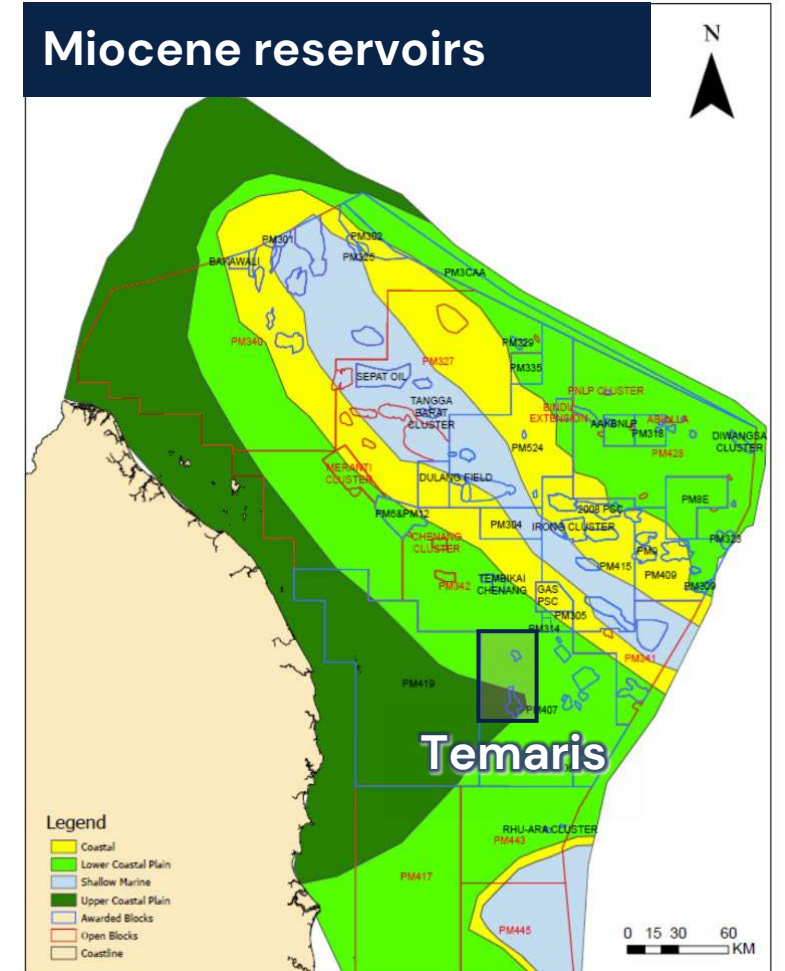 Miocene reservoirs
N
PM301
PM302
BAKAWALI
PM325
PM3CAA
PM340
PM329
PM327
PM335
SEPAT OIL
PNLP CLUSTER
TANGGA
BARAT
CLUSTER
BINDU
EXTENSION
AAKBNLP
PM318
DIWANGSA
CLUSTER
PM524
PM428
MERANTI
CLUSTER
DULANG FIELD
PM8E
2008 PSC
PM6&PM12
PM304
IRONG CLUSTER
CHENANG
CLUSTER
PM323
PM9
PM415
PM409
TEMBIKAI
CHENANG
PM342
GAS
PSC
PM309
PM305
PM314
PM341
PM419
PM407
Temaris
RHU-ARA CLUSTER
PM443
PM417
PM445
Legend
Coastal
Lower Coastal Plain
Shallow Marine
Upper Coastal Plain
Awarded Blocks
Open Blocks
Coastline
0 15 30 60
KM